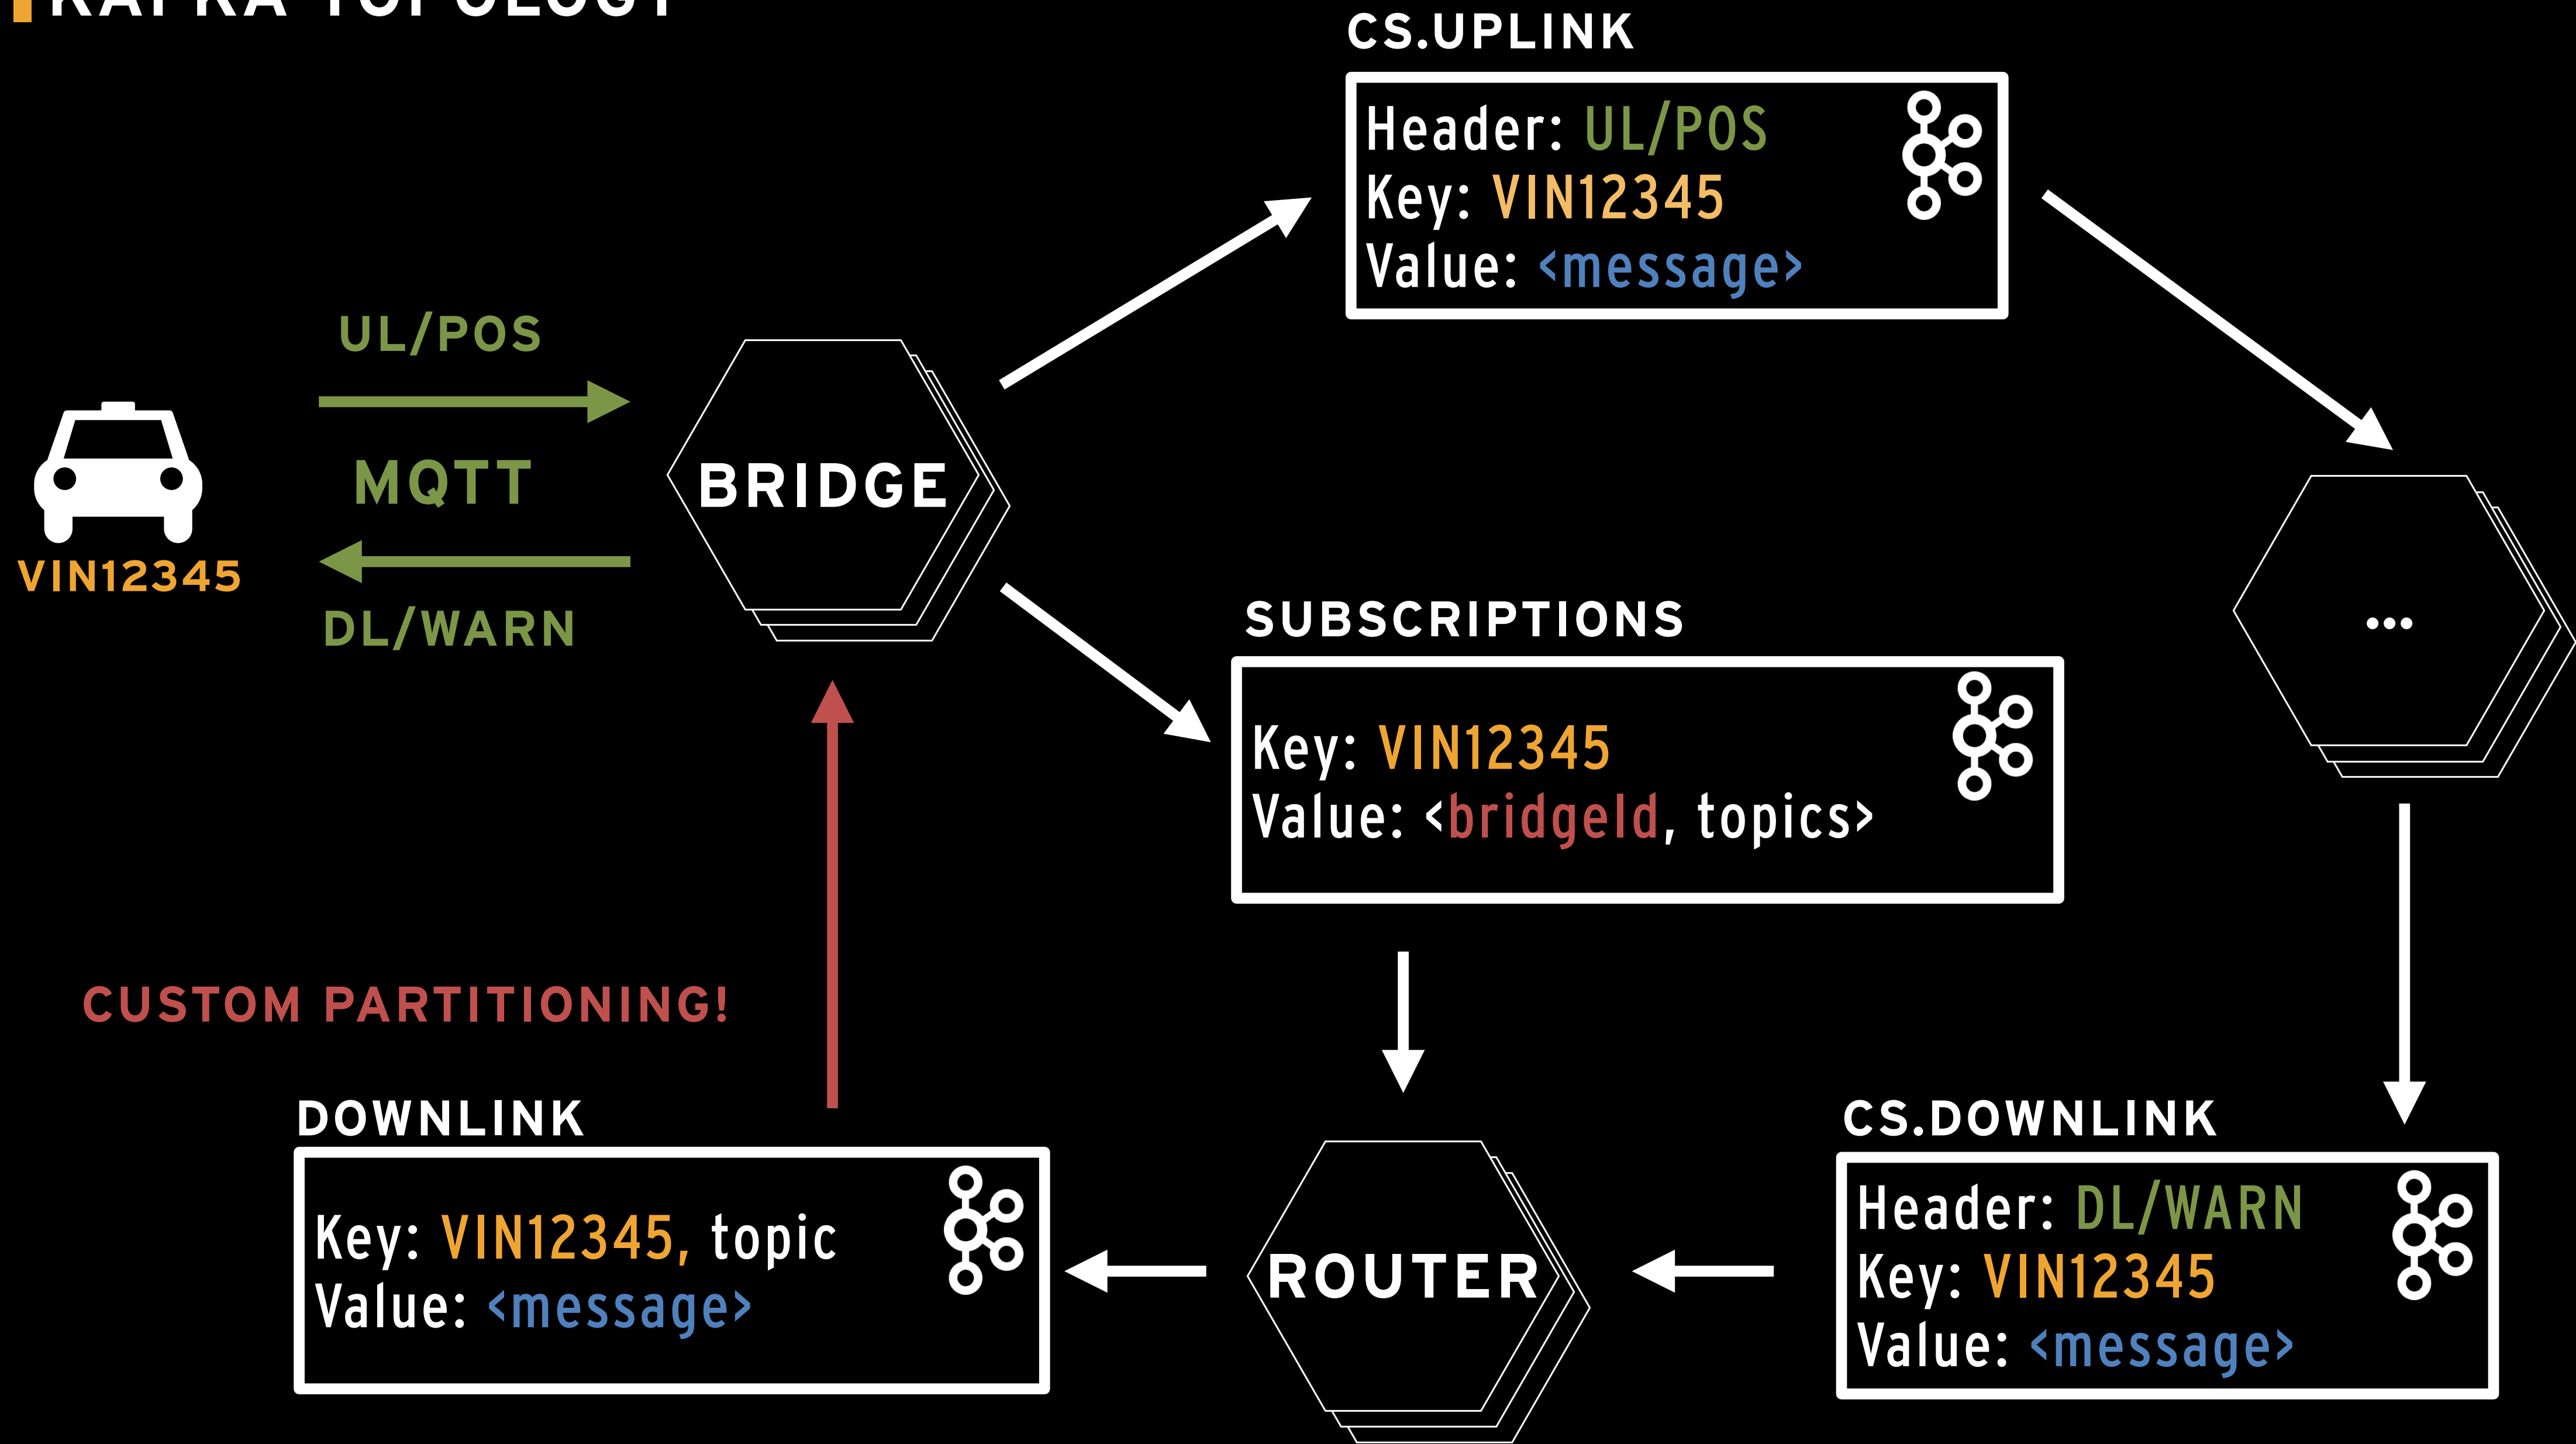 KAFKA TOPOLOGY
CS.UPLINK
Header: UL/POS
Key: VIN12345
Value: <message>
UL/POS
MQTT
DL/WARN
VIN12345
BRIDGE
SUBSCRIPTIONS
Key: VIN12345
Value: <bridgeId, topics>
...
CUSTOM PARTITIONING!
DOWNLINK
Key: VIN12345, topic
Value: <message>
ROUTER
CS.DOWNLINK
Header: DL/WARN
Key: VIN12345
Value: <message>